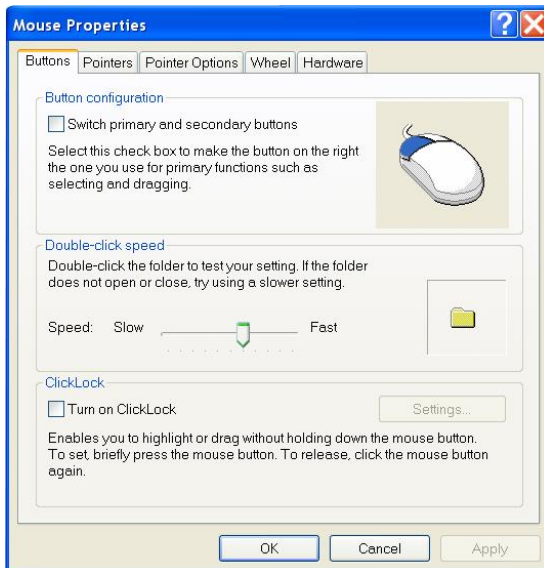 Mouse Properties
Buttons Pointers Pointer Options Wheel Hardware
Button configuration
Switch primary and secondary buttons
Select this check box to make the button on the right
the one you use for primary functions such as
selecting and dragging.
Double-click speed
Double-click the folder to test your setting. If the folder
does not open or close, try using a slower setting.
Speed: Slow Fast
ClickLock
Turn on ClickLock Settings...
Enables you to highlight or drag without holding down the mouse button.
To set, briefly press the mouse button. To release, click the mouse button
again.
OK Cancel Apply